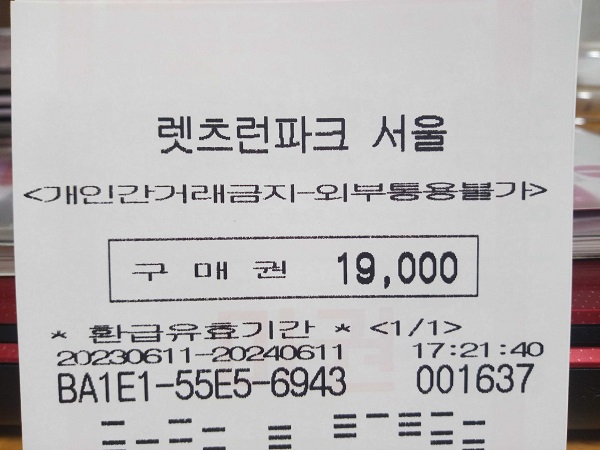 렛츠런파크 서울
<개인간거래금지-외부통용불가>
구 매 권 19,000
* 환급유효기간 * <1/1>
20230611-20240611 17:21:40
BA1E1-55E5-6943 001637